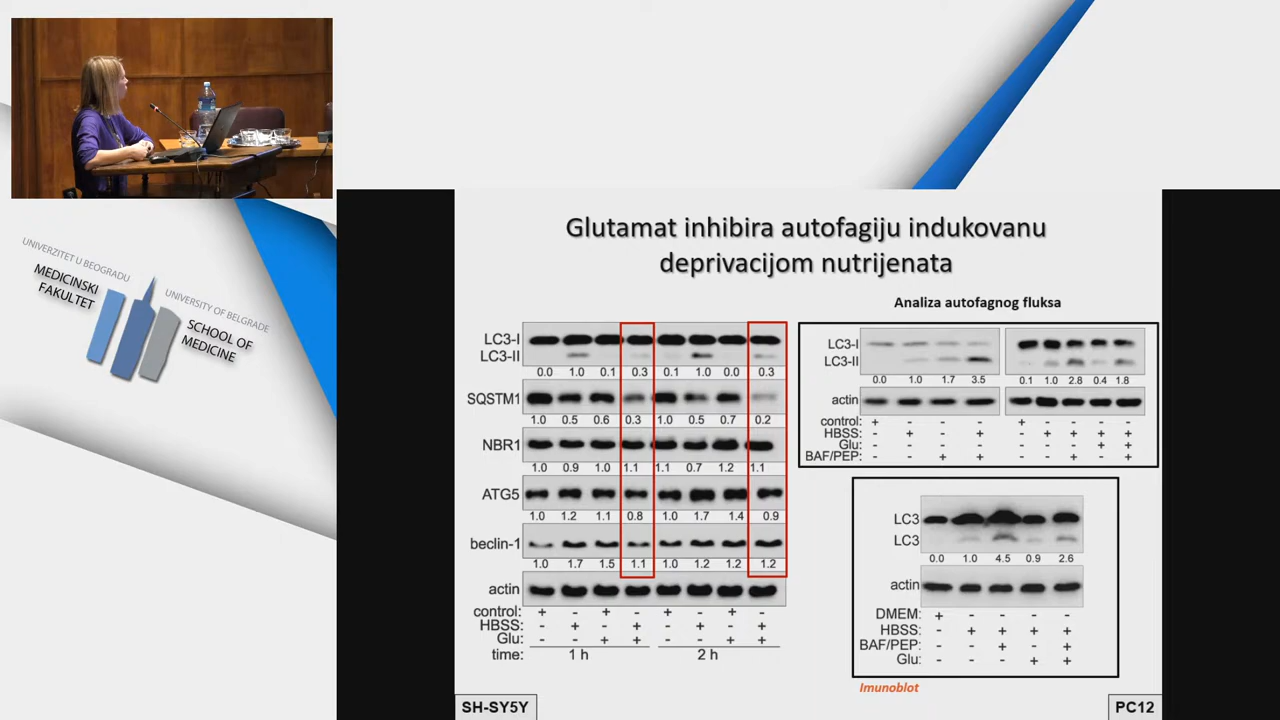 UNIVERZITET U BEOGRADU
MEDICINSKI
FAKULTET
UNIVERSITY OF BELGRADE
SCHOOL OF
MEDICINE
Glutamat inhibira autofagiju indukovanu
deprivacijom nutrijenata
LC3-I
LC3-II
0.0 1.0 0.1 0.3 0.1 1.0 0.0 0.3
SQSTM1
1.0 0.5 0.6 0.3 1.0 0.5 0.7 0.2
NBR1
1.0 0.9 1.0 1.1 1.1 0.7 1.2 1.1
ATG5
1.0 1.2 1.1 0.8 1.0 1.7 1.4 0.9
beclin-1
1.0 1.7 1.5 1.1 1.0 1.2 1.2 1.2
actin
control: + - - - + - - -
HBSS: - + - + - + - +
Glu: - - + + - - + +
time: 1 h 2 h
SH-SY5Y
Analiza autofagnog fluksa
LC3-I
LC3-II
0.0 1.0 1.7 3.5 0.1 1.0 2.8 0.4 1.8
actin
control: + - - - + - - - -
HBSS: - + - + - + + + +
Glu: - - - - - - - + +
BAF/PEP: - - + + - - + - +
LC3
LC3
0.0 1.0 4.5 0.9 2.6
actin
DMEM: + - - - -
HBSS: - + + + +
BAF/PEP: - - + - +
Glu: - - - + +
Imunoblot
PC12